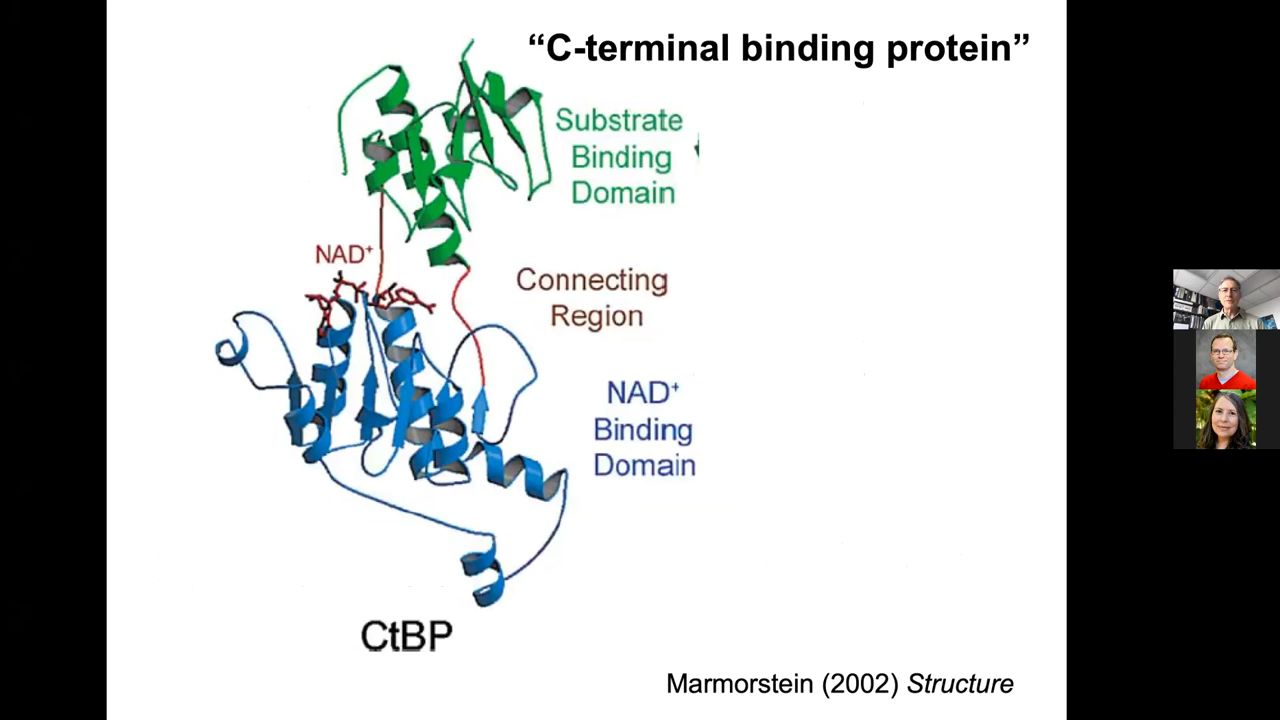 “C-terminal binding protein”
Substrate
Binding
Domain
NAD⁺
Connecting
Region
NAD⁺
Binding
Domain
CtBP
Marmorstein (2002) Structure